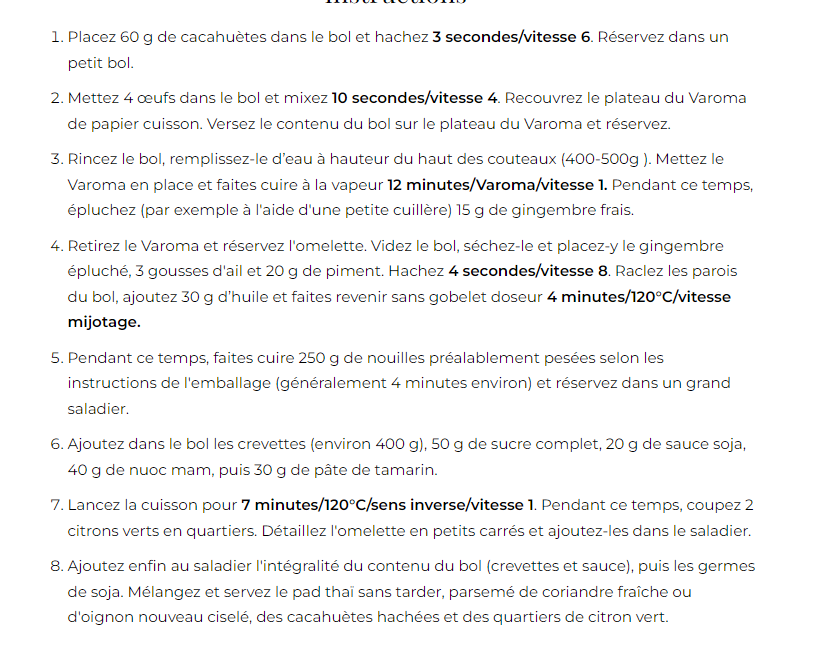 Instructions
1. Placez 60 g de cacahuètes dans le bol et hachez 3 secondes/vitesse 6. Réservez dans un
petit bol.
2. Mettez 4 œufs dans le bol et mixez 10 secondes/vitesse 4. Recouvrez le plateau du Varoma
de papier cuisson. Versez le contenu du bol sur le plateau du Varoma et réservez.
3. Rincez le bol, remplissez-le d’eau à hauteur du haut des couteaux (400-500g ). Mettez le
Varoma en place et faites cuire à la vapeur 12 minutes/Varoma/vitesse 1. Pendant ce temps,
épluchez (par exemple à l'aide d'une petite cuillère) 15 g de gingembre frais.
4. Retirez le Varoma et réservez l'omelette. Videz le bol, séchez-le et placez-y le gingembre
épluché, 3 gousses d'ail et 20 g de piment. Hachez 4 secondes/vitesse 8. Raclez les parois
du bol, ajoutez 30 g d’huile et faites revenir sans gobelet doseur 4 minutes/120°C/vitesse
mijotage.
5. Pendant ce temps, faites cuire 250 g de nouilles préalablement pesées selon les
instructions de l'emballage (généralement 4 minutes environ) et réservez dans un grand
saladier.
6. Ajoutez dans le bol les crevettes (environ 400 g), 50 g de sucre complet, 20 g de sauce soja,
40 g de nuoc mam, puis 30 g de pâte de tamarin.
7. Lancez la cuisson pour 7 minutes/120°C/sens inverse/vitesse 1. Pendant ce temps, coupez 2
citrons verts en quartiers. Détaillez l'omelette en petits carrés et ajoutez-les dans le saladier.
8. Ajoutez enfin au saladier l'intégralité du contenu du bol (crevettes et sauce), puis les germes
de soja. Mélangez et servez le pad thaï sans tarder, parsemé de coriandre fraîche ou
d'oignon nouveau ciselé, des cacahuètes hachées et des quartiers de citron vert.